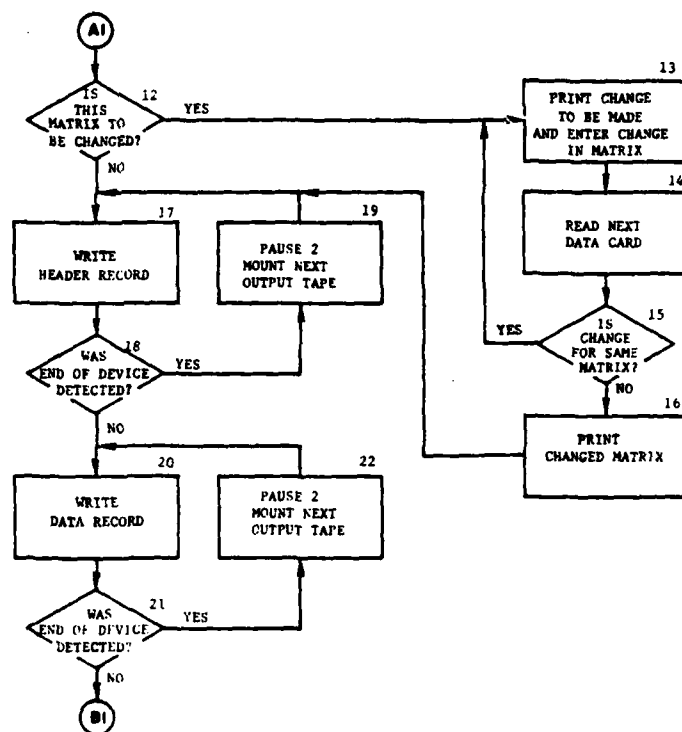 A1
12
IS
THIS
MATRIX TO
BE CHANGED?
YES
NO
13
PRINT CHANGE
TO BE MADE
AND ENTER CHANGE
IN MATRIX
14
READ NEXT
DATA CARD
15
IS
CHANGE
FOR SAME
MATRIX?
YES
NO
16
PRINT
CHANGED MATRIX
17
WRITE
HEADER RECORD
19
PAUSE 2
MOUNT NEXT
OUTPUT TAPE
18
WAS
END OF DEVICE
DETECTED?
YES
NO
20
WRITE
DATA RECORD
22
PAUSE 2
MOUNT NEXT
OUTPUT TAPE
21
WAS
END OF DEVICE
DETECTED?
YES
NO
B1